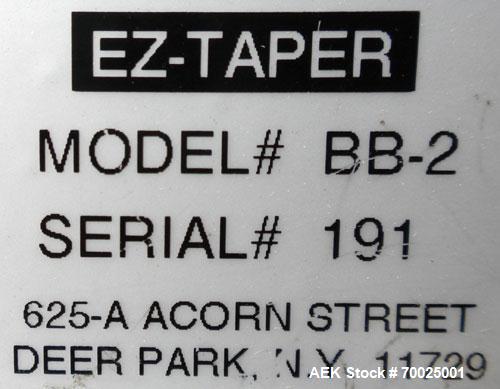 EZ-TAPER
MODEL# BB-2
SERIAL# 191
625-A ACORN STREET
DEER PARK, N.Y. 11729
AEK Stock # 70025001